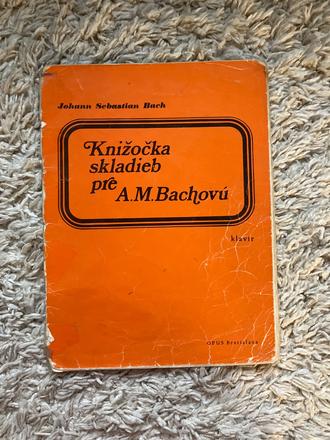 Johann Sebastian Bach
Knižočka
skladieb
pre
A.M.Bachovú
klavír
OPUS Bratislava